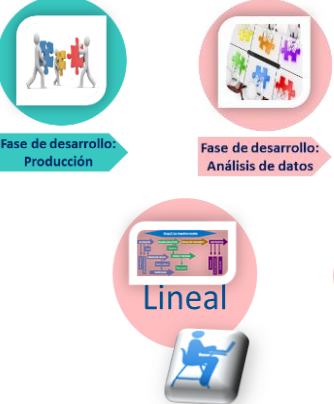 Fase de desarrollo:
Producción
Fase de desarrollo:
Análisis de datos
Lineal